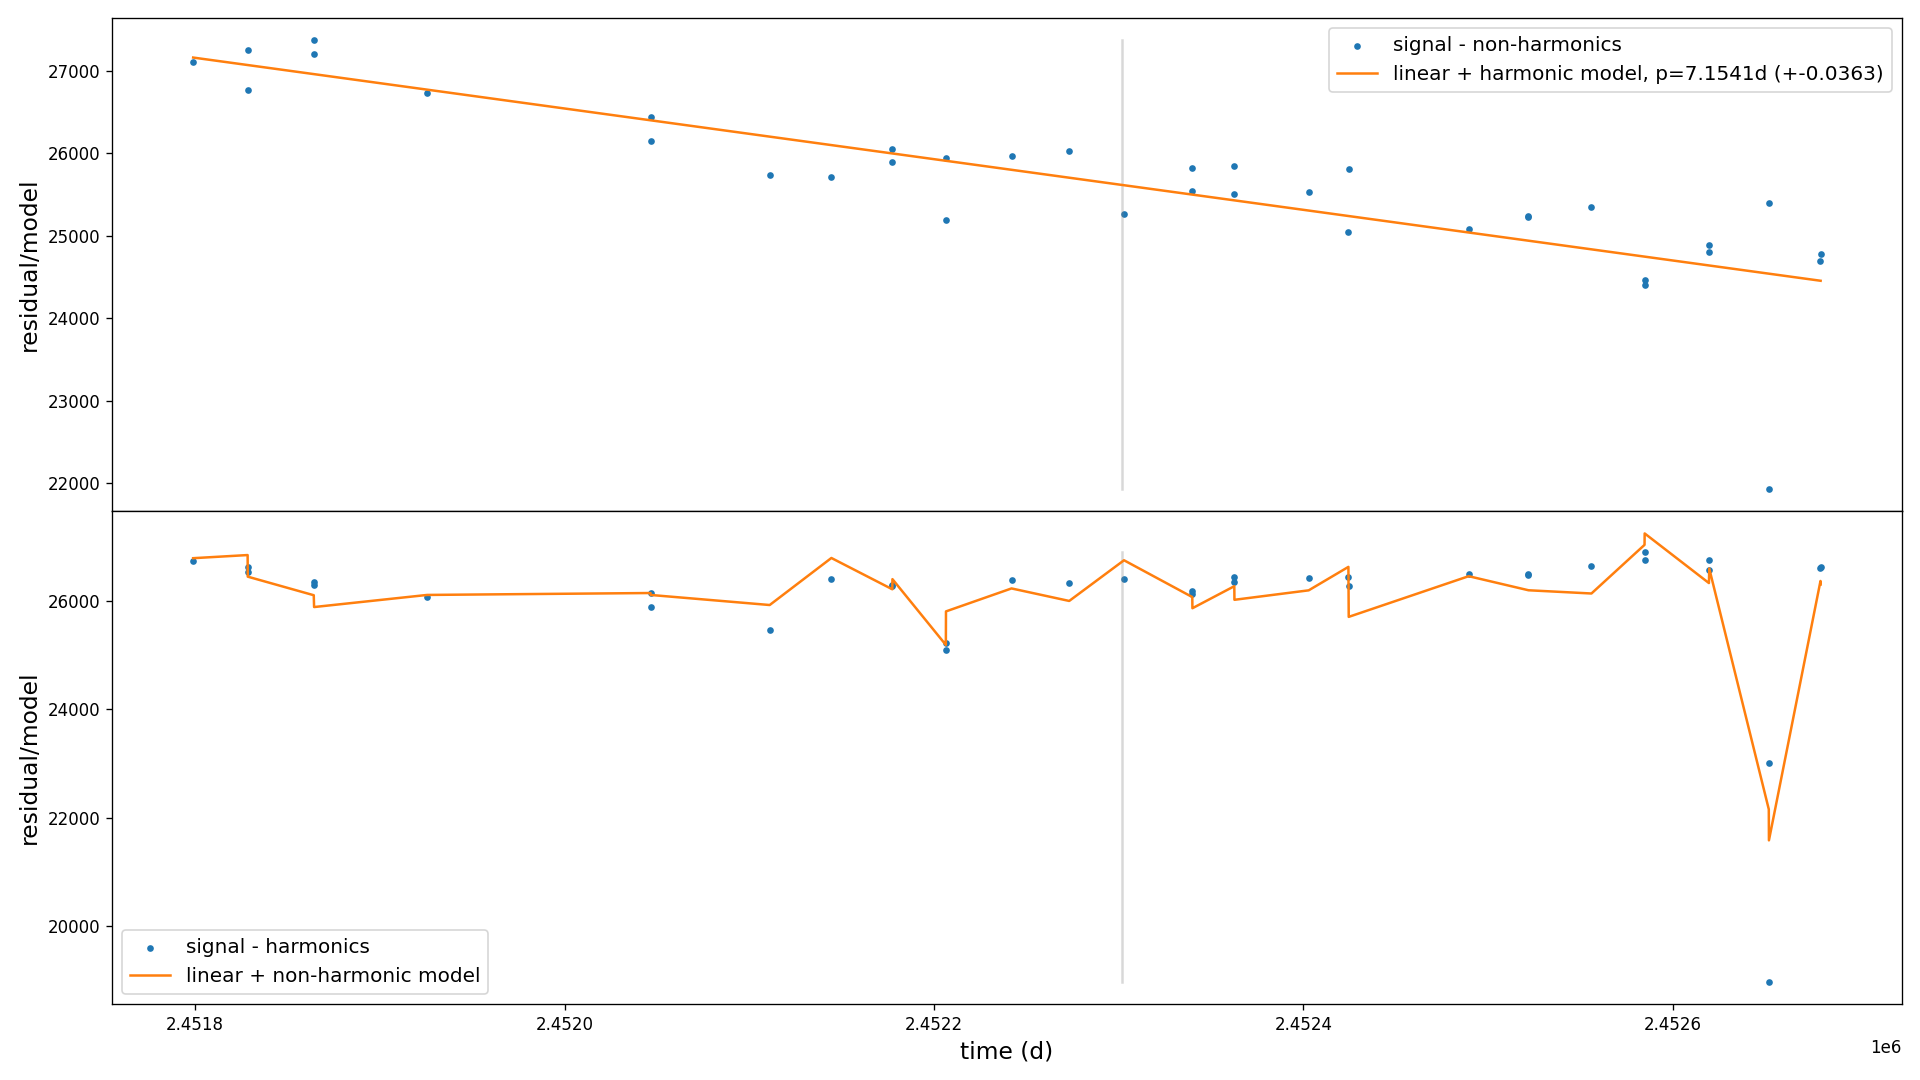 signal - non-harmonics
linear + harmonic model, p=7.1541d (+-0.0363)
27000
26000
25000
24000
23000
22000
residual/model
26000
24000
22000
20000
residual/model
signal - harmonics
linear + non-harmonic model
2.4518
2.4520
2.4522
2.4524
2.4526
1e6
time (d)